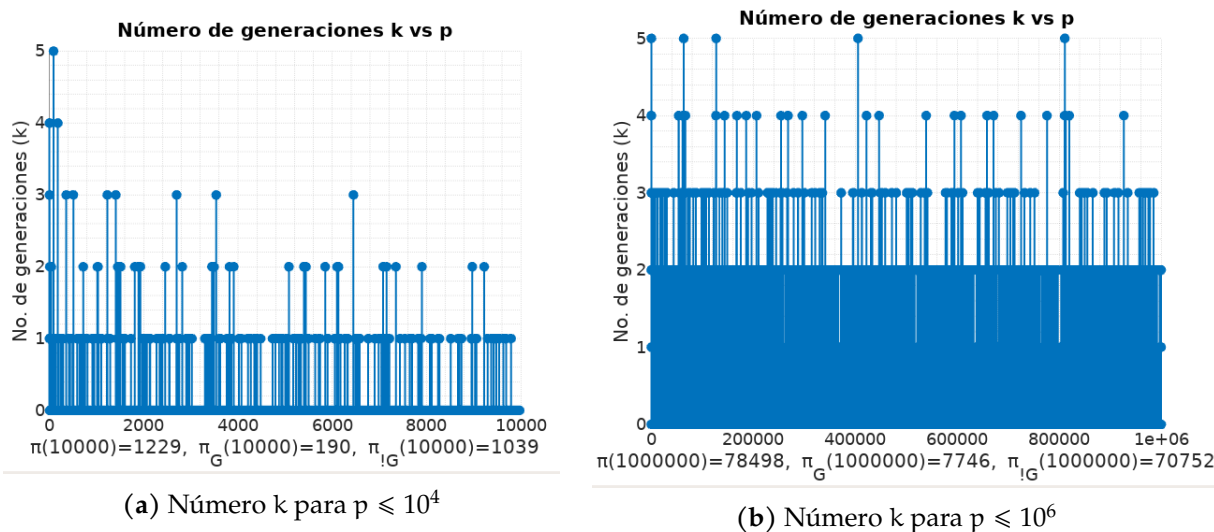 Número de generaciones k vs p
No. de generaciones (k)
5
4
3
2
1
0
0 2000 4000 6000 8000 10000
π(10000)=1229, π_G(10000)=190, π_!G(10000)=1039
(a) Número k para p ⩽ 10^4
Número de generaciones k vs p
No. de generaciones (k)
5
4
3
2
1
0
0 200000 400000 600000 800000 1e+06
π(1000000)=78498, π_G(1000000)=7746, π_!G(1000000)=70752
(b) Número k para p ⩽ 10^6